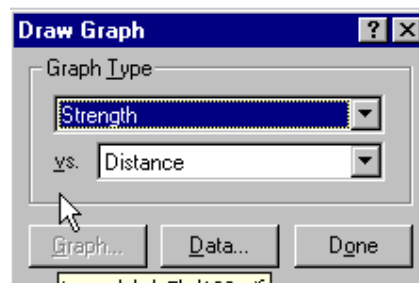 Draw Graph
Graph Type
Strength
vs. Distance
Graph... Data... Done